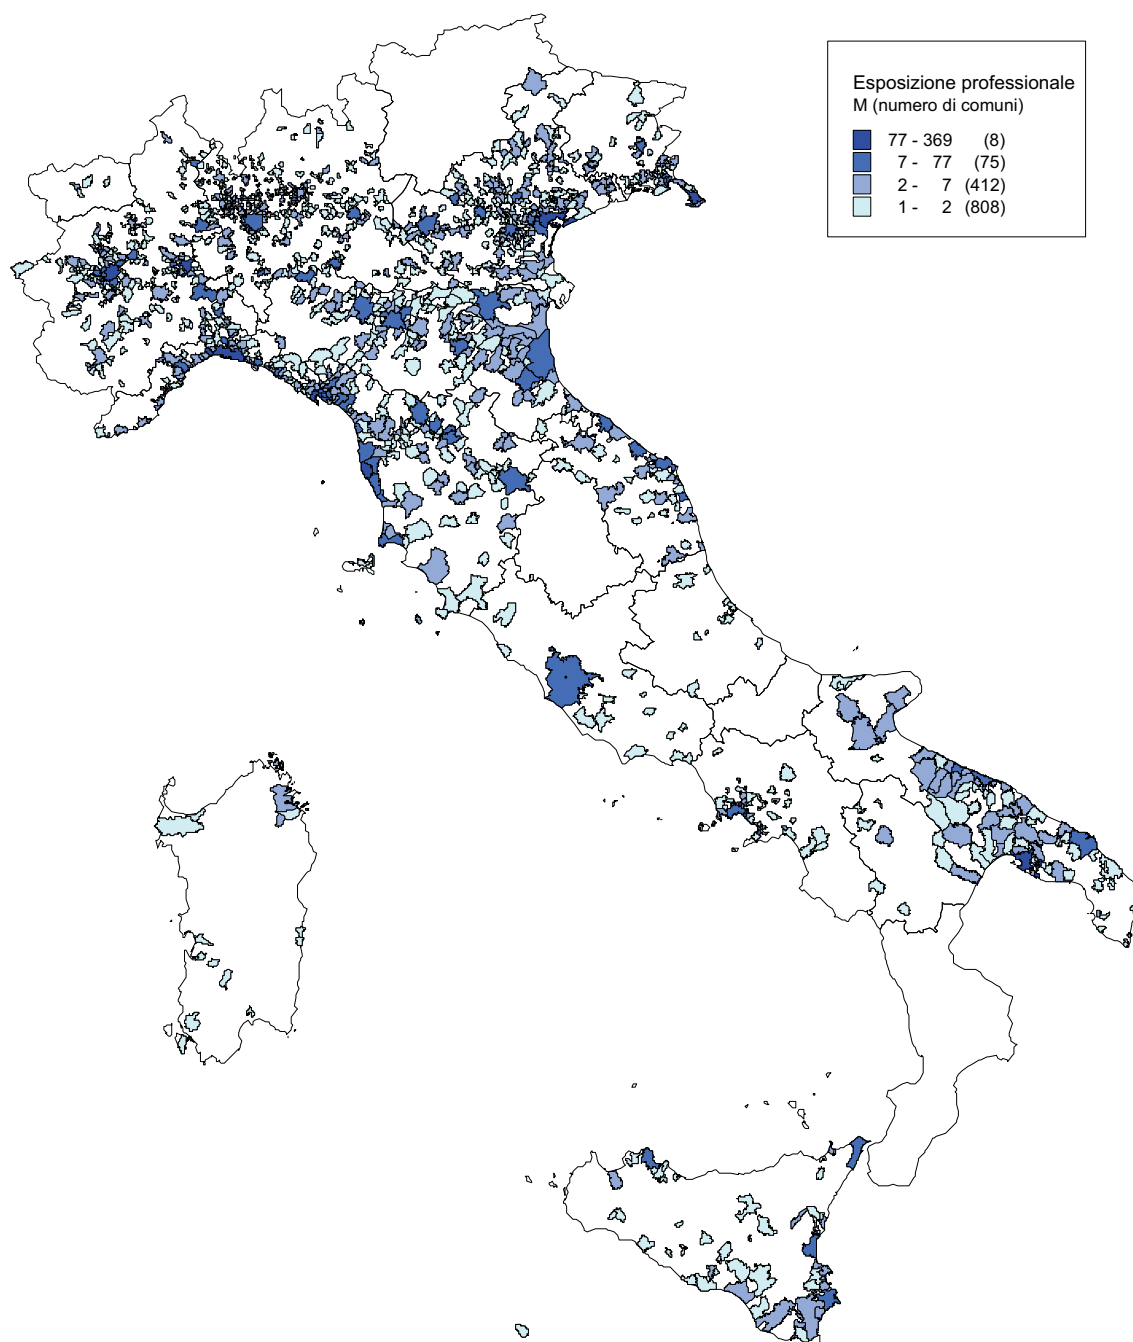 Esposizione professionale
M (numero di comuni)
77 - 369 (8)
7 - 77 (75)
2 - 7 (412)
1 - 2 (808)